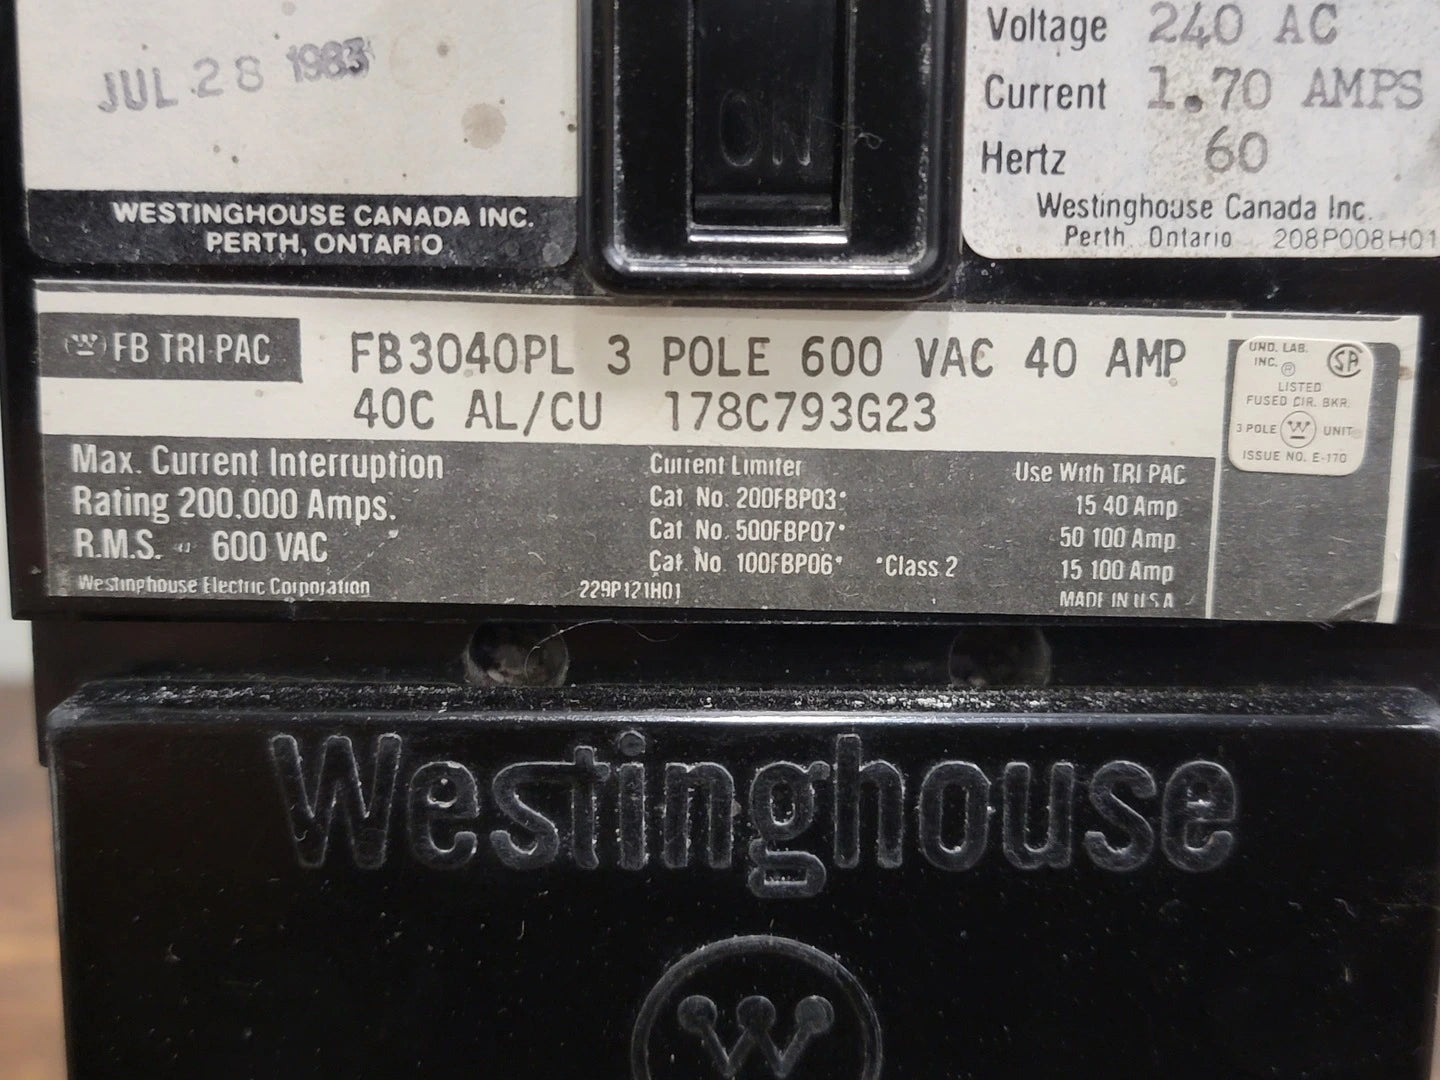 JUL 28 1983
WESTINGHOUSE CANADA INC.
PERTH, ONTARIO
ON
Voltage 240 AC
Current 1.70 AMPS
Hertz 60
Westinghouse Canada Inc.
Perth Ontario 208P008H01
W FB TRI-PAC
FB3040PL 3 POLE 600 VAC 40 AMP
40C AL/CU 178C793G23
UND. LAB.
INC. ®
SA
LISTED
FUSED CIR. BKR.
3 POLE W UNIT
ISSUE NO. E-170
Max. Current Interruption
Rating 200.000 Amps.
R.M.S. 600 VAC
Westinghouse Electric Corporation
Current Limiter
Cat No. 200FBP03*
Cat No. 500FBP07*
Cat No. 100FBP06* *Class 2
229P121H01
Use With TRI PAC
15 40 Amp
50 100 Amp
15 100 Amp
MADE IN U S A
Westinghouse
W